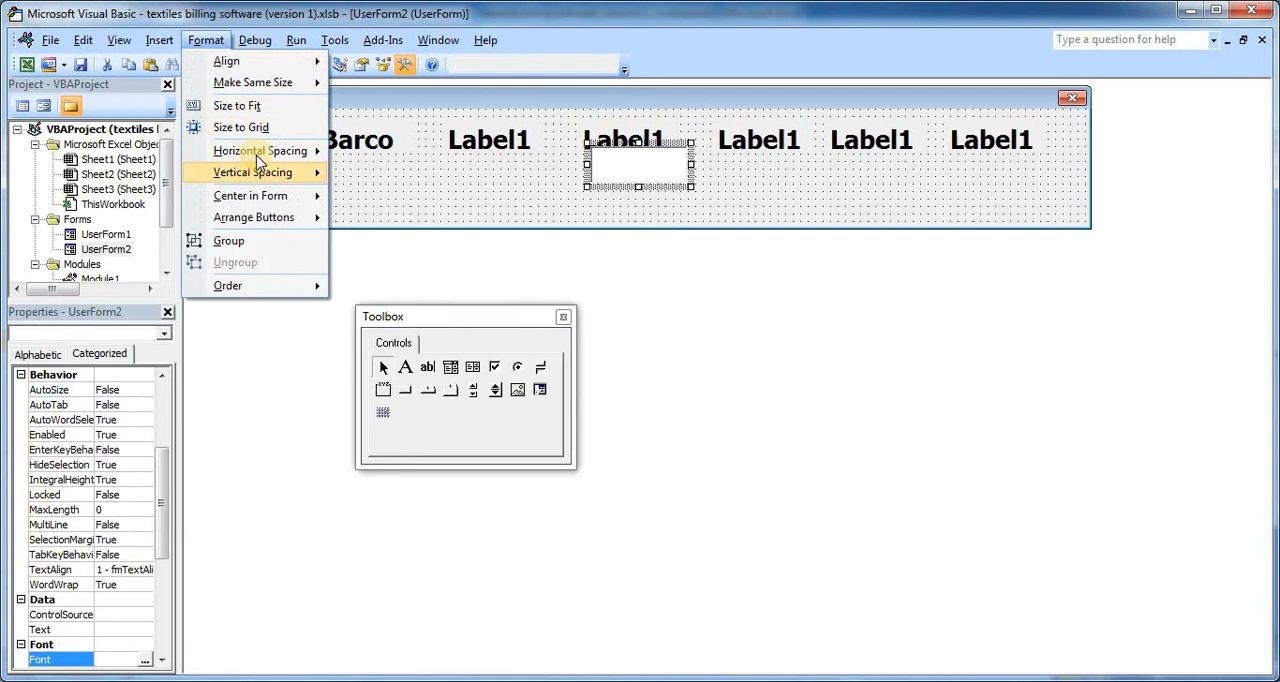 Microsoft Visual Basic - textiles billing software (version 1).xlsb - [UserForm2 (UserForm)]
File Edit View Insert Format Debug Run Tools Add-Ins Window Help
Type a question for help
Project - VBAProject
VBAProject (textiles
Microsoft Excel Objec
Sheet1 (Sheet1)
Sheet2 (Sheet2)
Sheet3 (Sheet3)
ThisWorkbook
Forms
UserForm1
UserForm2
Modules
Module1
Align
Make Same Size
Size to Fit
Size to Grid
Horizontal Spacing
Vertical Spacing
Center in Form
Arrange Buttons
Group
Ungroup
Order
Barco Label1 Label1 Label1 Label1 Label1
Toolbox
Controls
Properties - UserForm2
Alphabetic Categorized
Behavior
AutoSize False
AutoTab False
AutoWordSele True
Enabled True
EnterKeyBeha False
HideSelection True
IntegralHeight True
Locked False
MaxLength 0
MultiLine False
SelectionMargi True
TabKeyBehavi False
TextAlign 1 - fmTextAli
WordWrap True
Data
ControlSource
Text
Font
Font